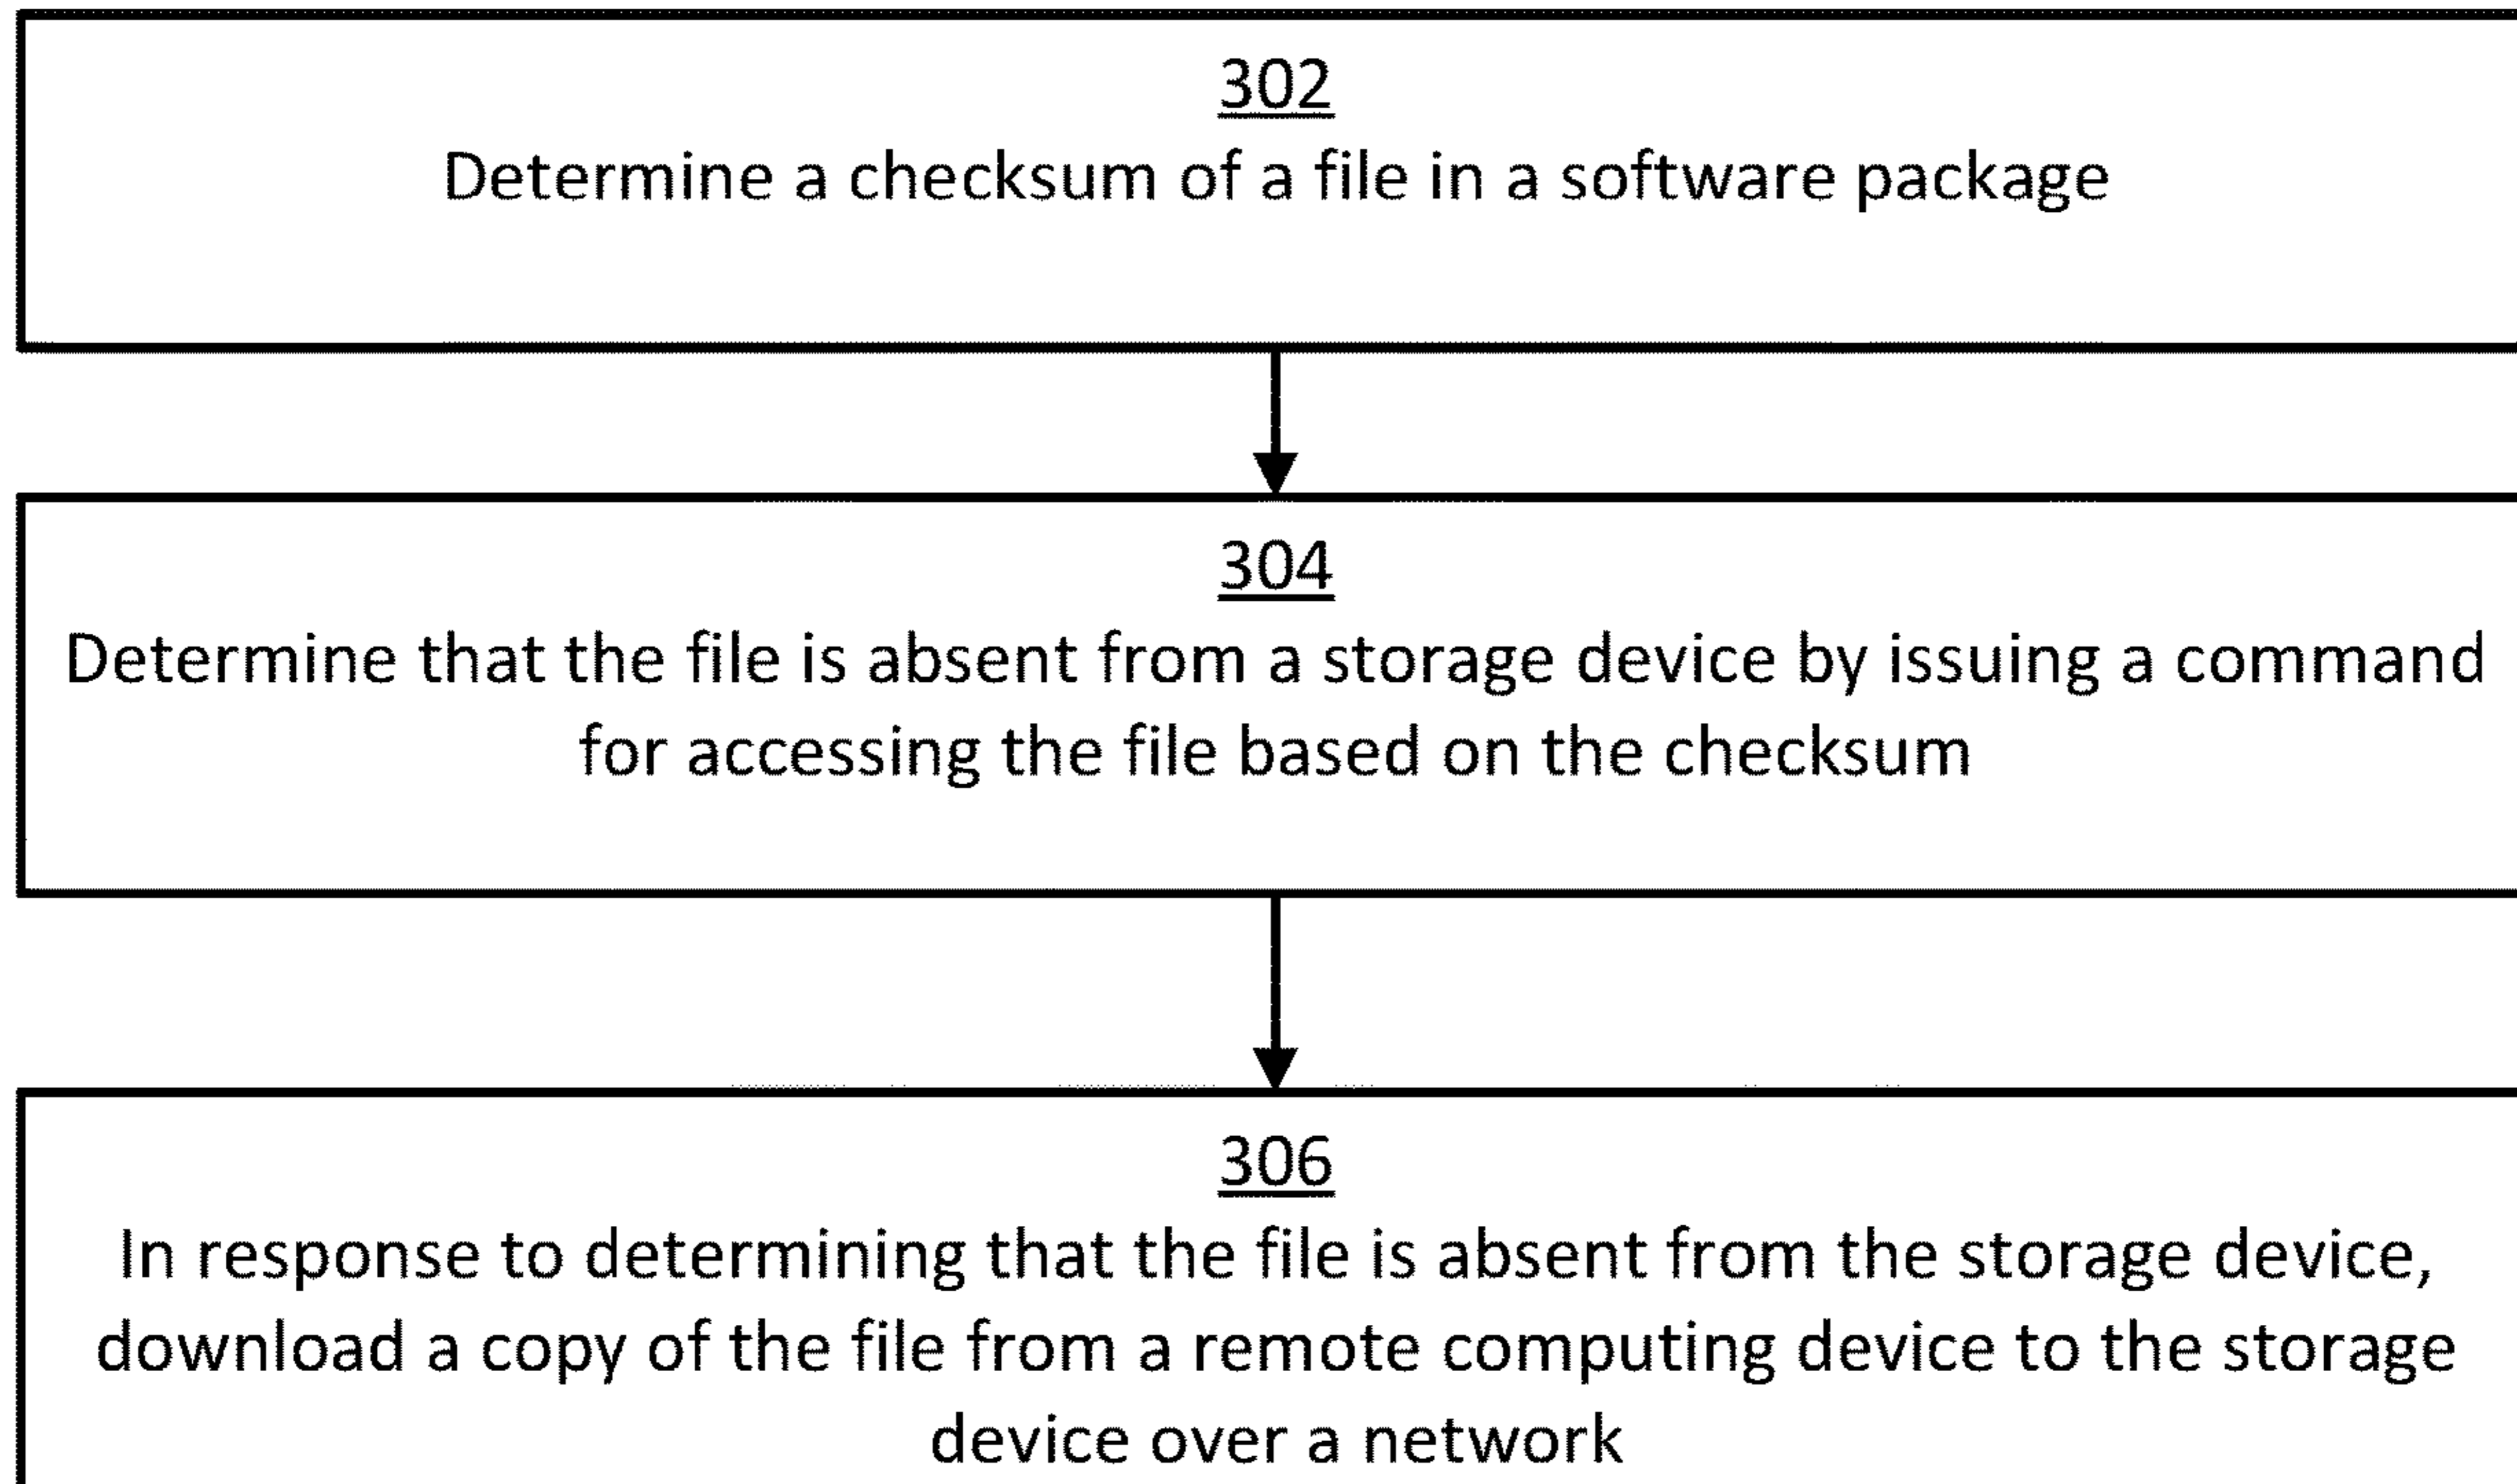 302
Determine a checksum of a file in a software package
304
Determine that the file is absent from a storage device by issuing a command
for accessing the file based on the checksum
306
In response to determining that the file is absent from the storage device,
download a copy of the file from a remote computing device to the storage
device over a network